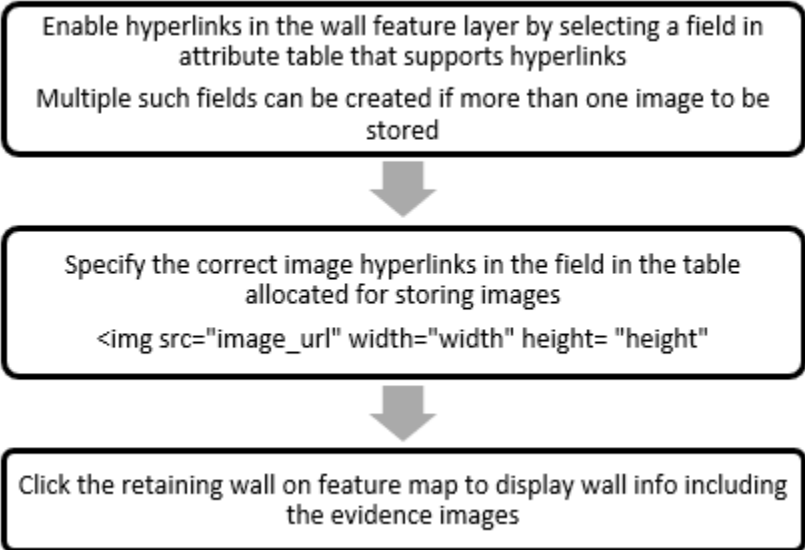 Enable hyperlinks in the wall feature layer by selecting a field in
attribute table that supports hyperlinks
Multiple such fields can be created if more than one image to be
stored
Specify the correct image hyperlinks in the field in the table
allocated for storing images
<img src="image_url" width="width" height= "height"
Click the retaining wall on feature map to display wall info including
the evidence images